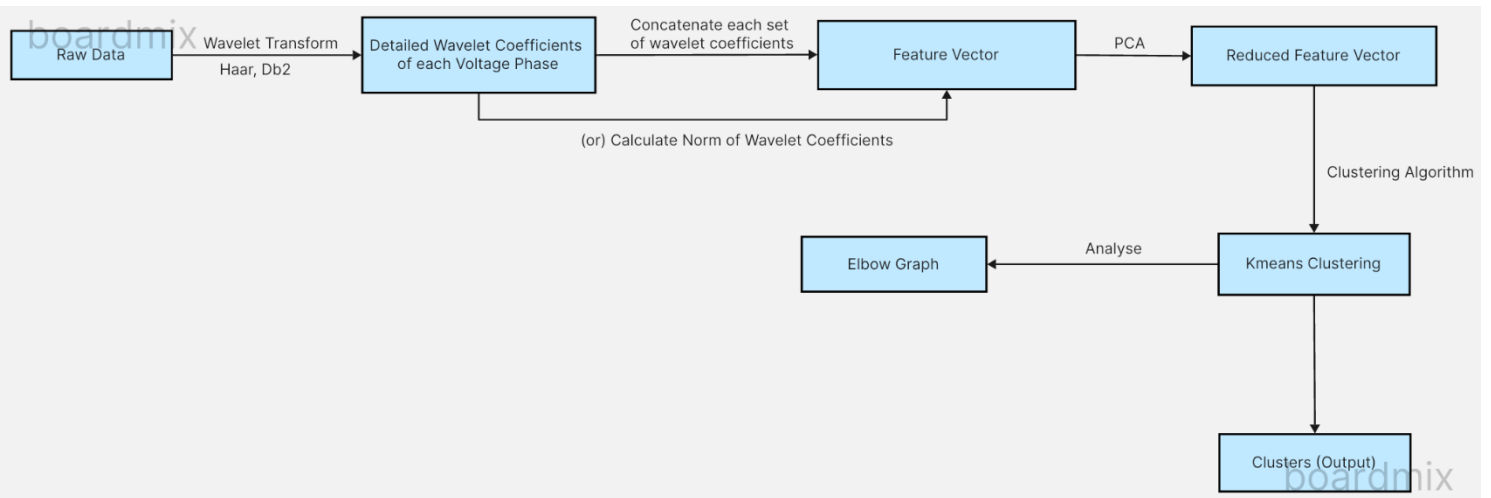 boardmix
Raw Data
Wavelet Transform
Haar, Db2
Detailed Wavelet Coefficients
of each Voltage Phase
Concatenate each set
of wavelet coefficients
Feature Vector
PCA
Reduced Feature Vector
(or) Calculate Norm of Wavelet Coefficients
Clustering Algorithm
Elbow Graph
Analyse
Kmeans Clustering
Clusters (Output)
boardmix